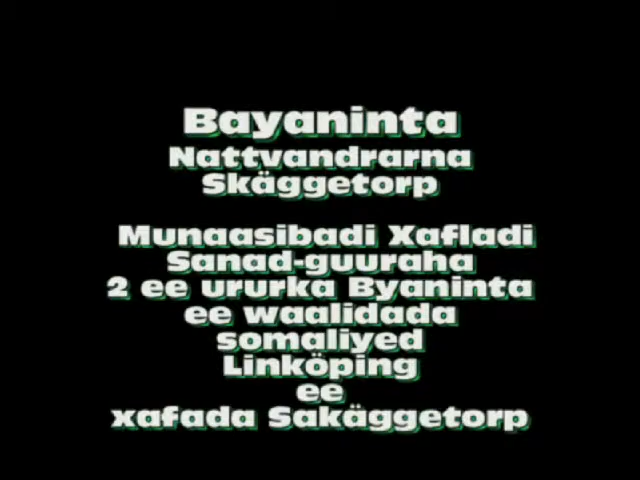 Bayaninta
Nattvandrarna
Skäggetorp
Munaasibadi Xafladi
Sanad-guuraha
2 ee ururka Byaninta
ee waalidada
somaliyed
Linköping
ee
xafada Sakäggetorp